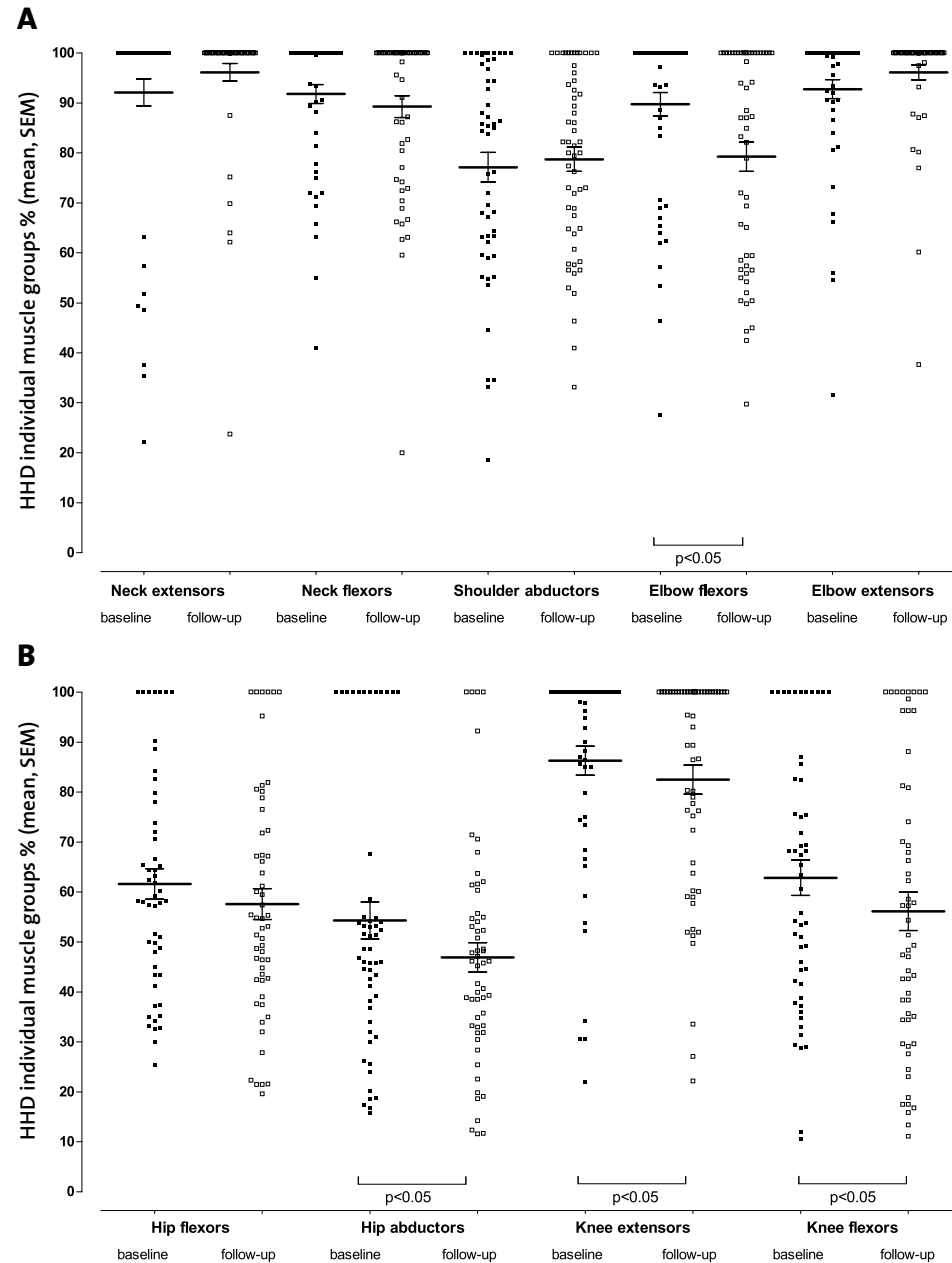 A
HHD individual muscle groups % (mean, SEM)
100
90
80
70
60
50
40
30
20
10
0
p<0.05
Neck extensors Neck flexors Shoulder abductors Elbow flexors Elbow extensors
baseline follow-up baseline follow-up baseline follow-up baseline follow-up baseline follow-up
B
HHD individual muscle groups % (mean, SEM)
100
90
80
70
60
50
40
30
20
10
0
p<0.05 p<0.05 p<0.05
Hip flexors Hip abductors Knee extensors Knee flexors
baseline follow-up baseline follow-up baseline follow-up baseline follow-up